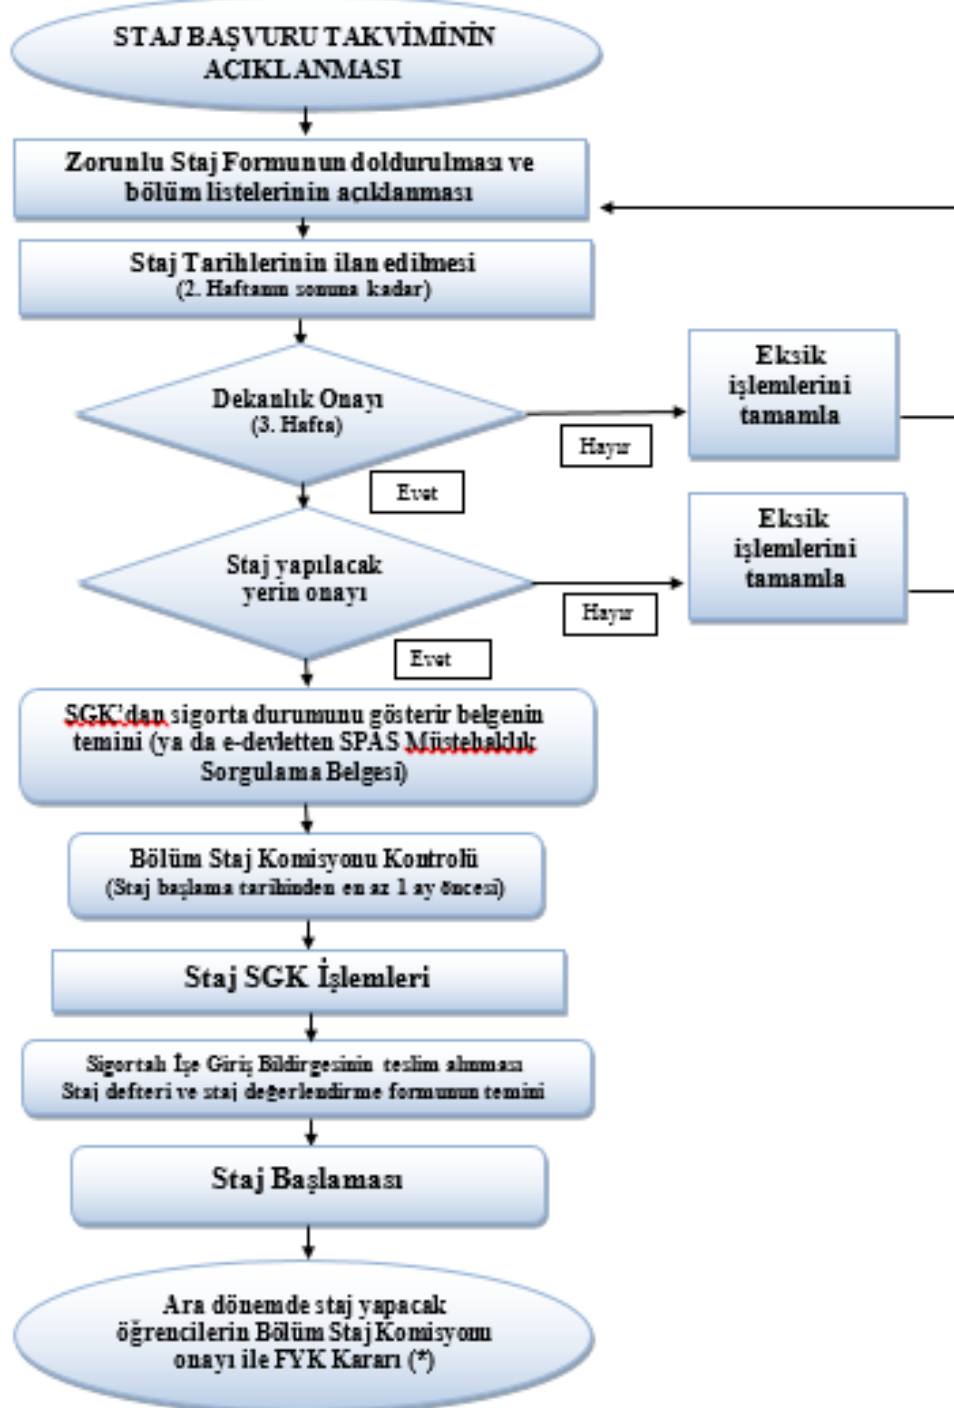 STAJ BAŞVURU TAKVİMİNİN
AÇIKLANMASI
Zorunlu Staj Formunun doldurulması ve
bölüm listelerinin açıklanması
Staj Tarihlerinin ilan edilmesi
(2. Haftanın sonuna kadar)
Dekanlık Onayı
(3. Hafta)
Eksik
işlemlerini
tamamla
Hayır
Evet
Staj yapılacak
yerin onayı
Eksik
işlemlerini
tamamla
Hayır
Evet
SGK'dan sigorta durumunu gösterir belgenin
temini (ya da e-devletten SPAS Müstehaklık
Sorgulama Belgesi)
Bölüm Staj Komisyonu Kontrolü
(Staj başlama tarihinden en az 1 ay öncesi)
Staj SGK İşlemleri
Sigortalı İşe Giriş Bildirgesinin teslim alınması
Staj defteri ve staj değerlendirme formunun temini
Staj Başlaması
Ara dönemde staj yapacak
öğrencilerin Bölüm Staj Komisyonu
onayı ile FYK Kararı (*)